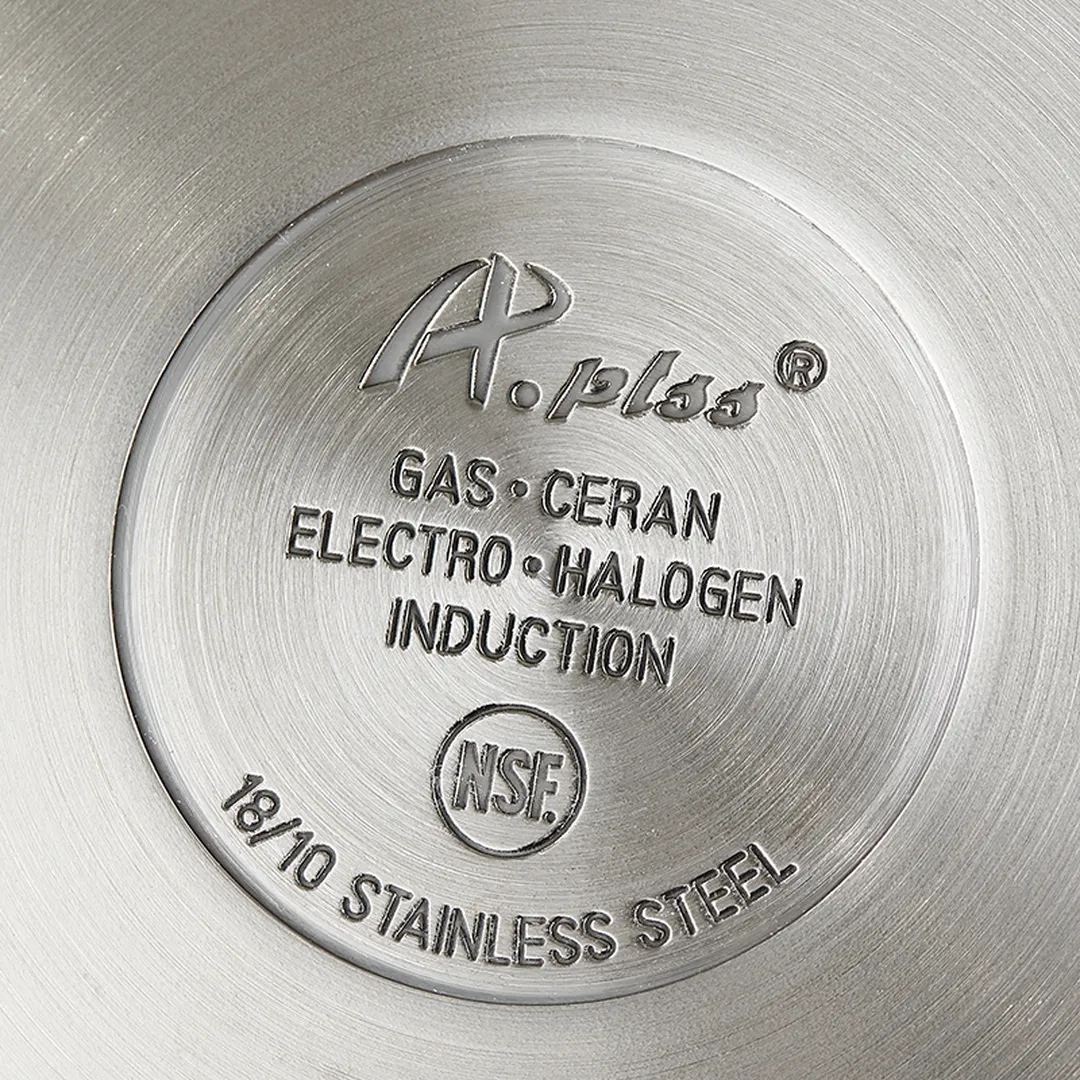 A.plss®
GAS • CERAN
ELECTRO • HALOGEN
INDUCTION
NSF.
18/10 STAINLESS STEEL